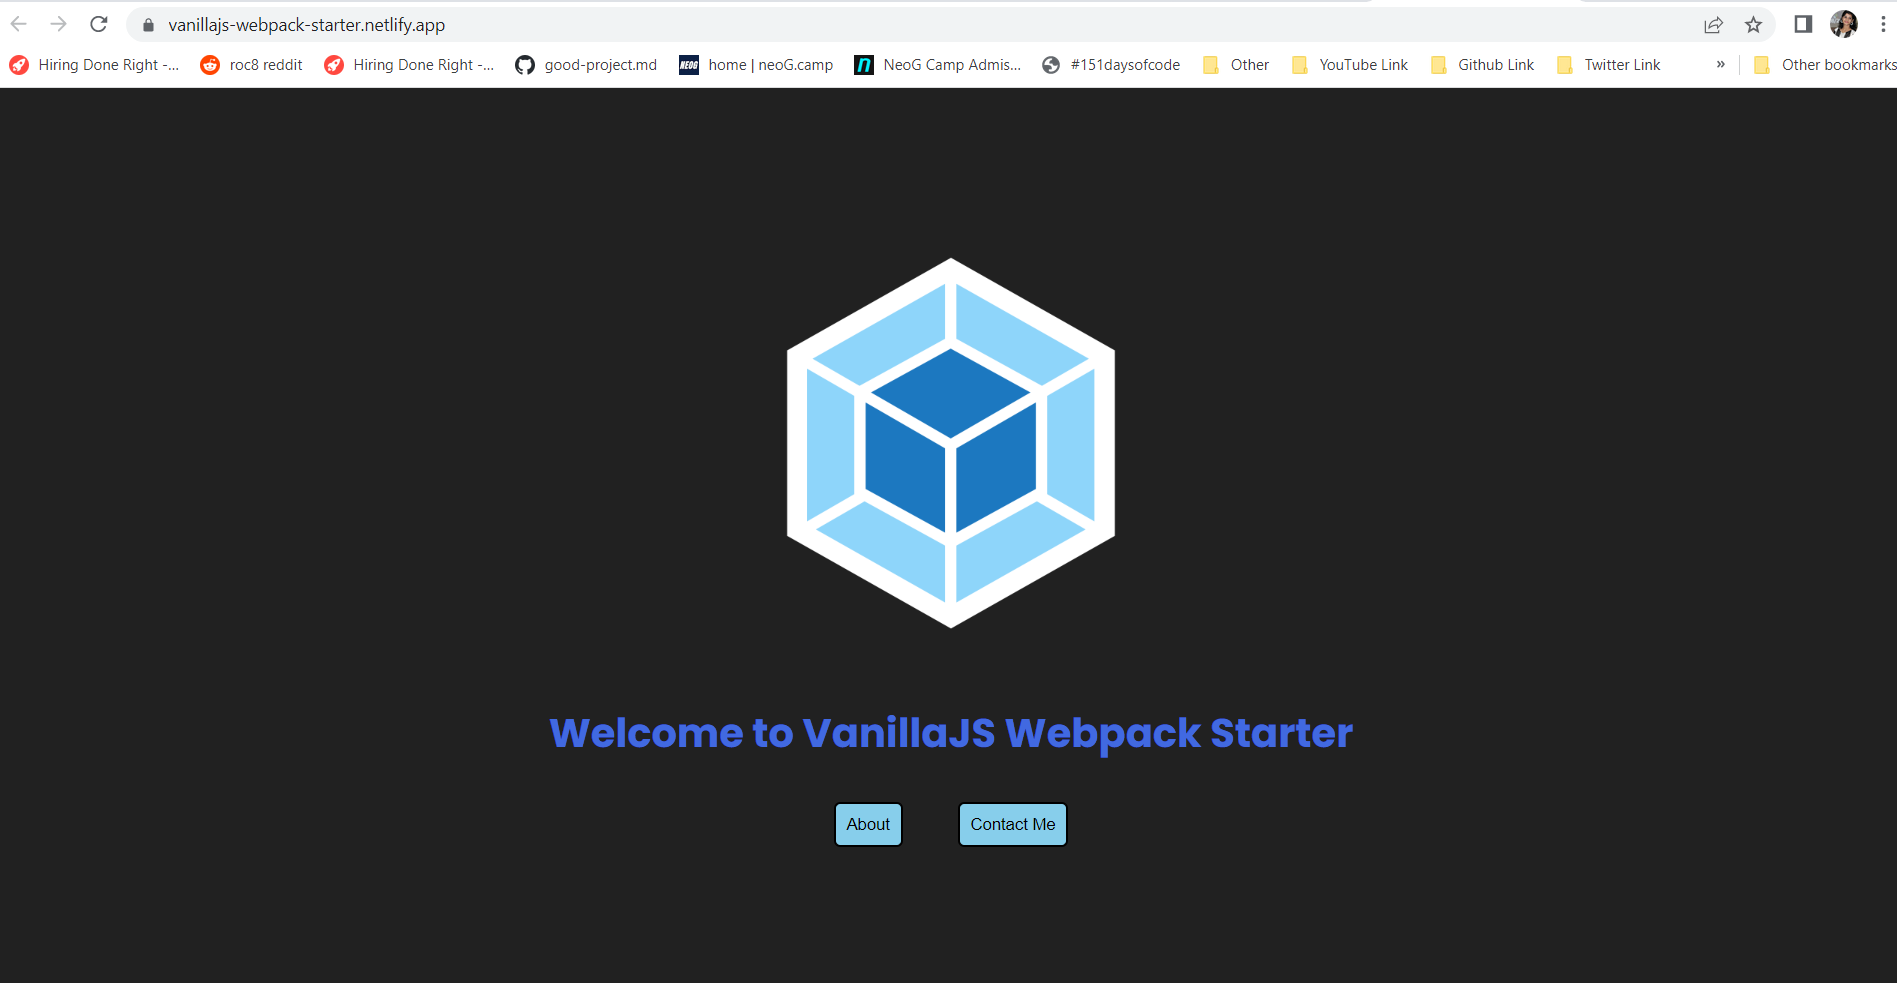 vanillajs-webpack-starter.netlify.app
Hiring Done Right -... roc8 reddit Hiring Done Right -... good-project.md NEOG home | neoG.camp n NeoG Camp Admis... #151daysofcode Other YouTube Link Github Link Twitter Link » Other bookmarks
Welcome to VanillaJS Webpack Starter
About Contact Me